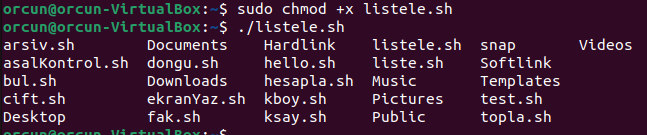 orcun@orcun-VirtualBox:~$ sudo chmod +x listele.sh
orcun@orcun-VirtualBox:~$ ./listele.sh
arsiv.sh Documents Hardlink listele.sh snap Videos
asalKontrol.sh dongu.sh hello.sh liste.sh Softlink
bul.sh Downloads hesapla.sh Music Templates
cift.sh ekranYaz.sh kboy.sh Pictures test.sh
Desktop fak.sh ksay.sh Public topla.sh
orcun@orcun-VirtualBox:~$